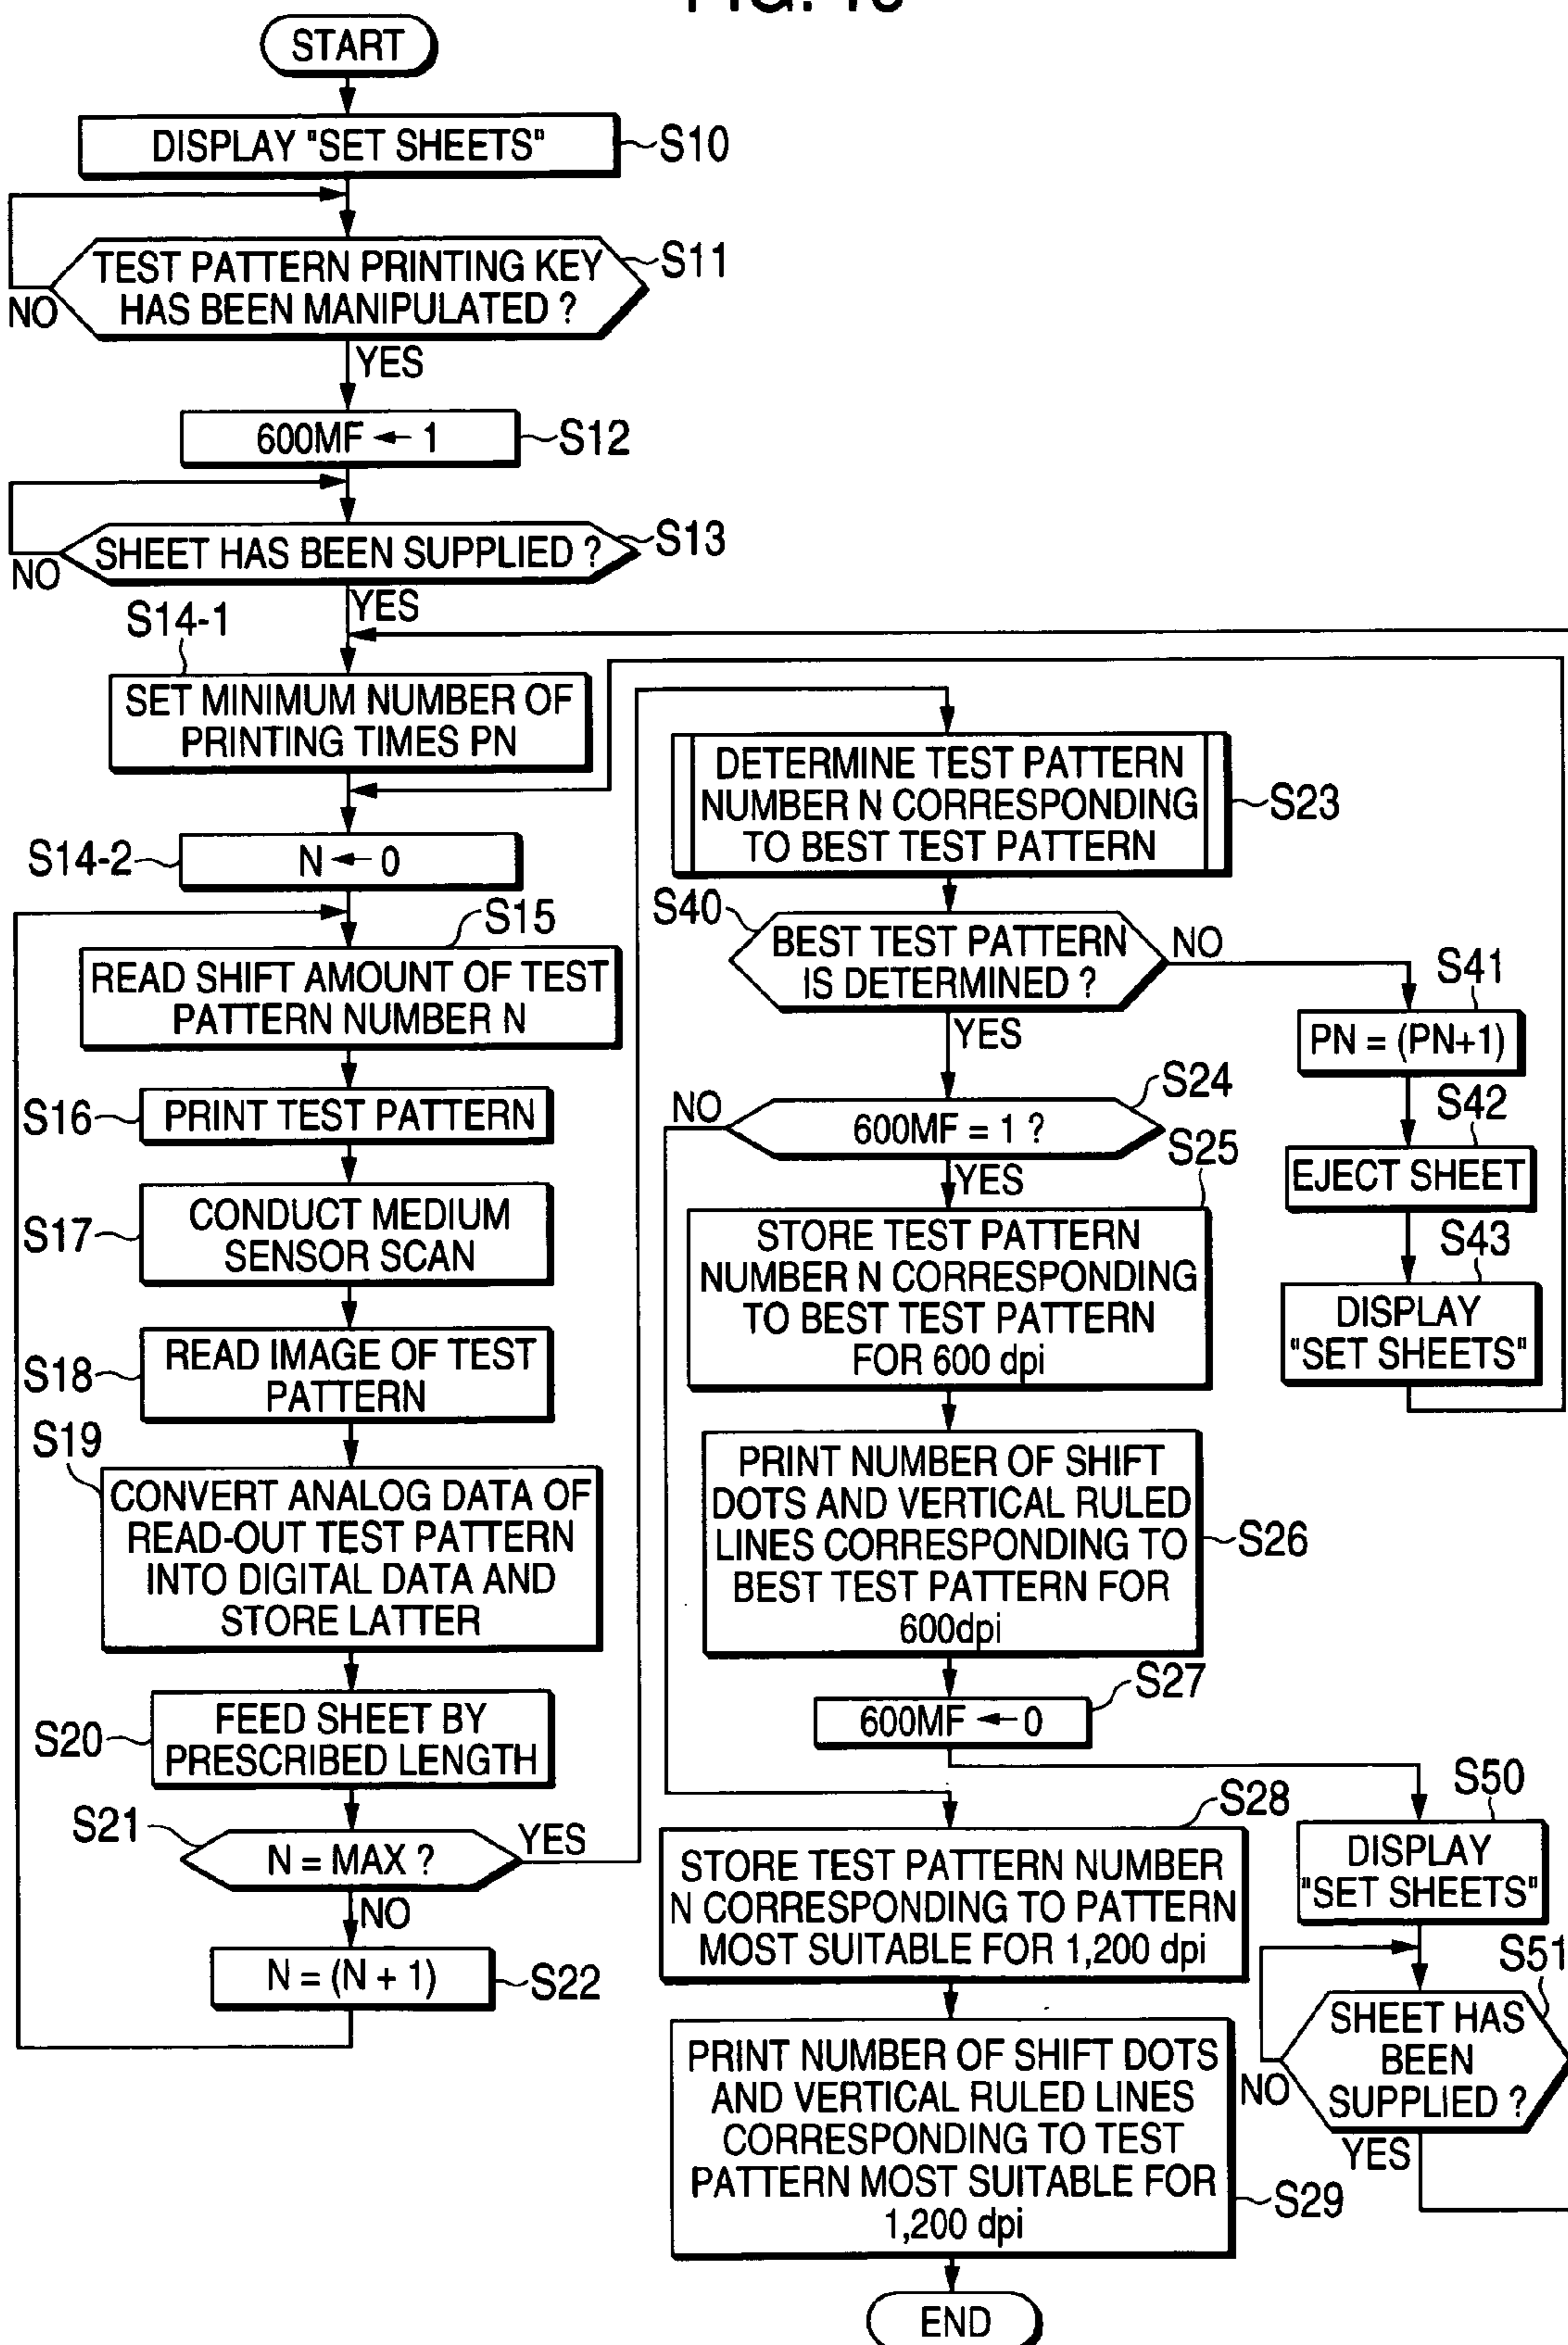 START
DISPLAY "SET SHEETS"
S10
TEST PATTERN PRINTING KEY
HAS BEEN MANIPULATED ?
S11
NO
YES
600MF ← 1
S12
SHEET HAS BEEN SUPPLIED ?
S13
NO
YES
S14-1
SET MINIMUM NUMBER OF
PRINTING TIMES PN
S14-2
N ← 0
S15
READ SHIFT AMOUNT OF TEST
PATTERN NUMBER N
S16
PRINT TEST PATTERN
S17
CONDUCT MEDIUM
SENSOR SCAN
S18
READ IMAGE OF TEST
PATTERN
S19
CONVERT ANALOG DATA OF
READ-OUT TEST PATTERN
INTO DIGITAL DATA AND
STORE LATTER
S20
FEED SHEET BY
PRESCRIBED LENGTH
S21
N = MAX ?
YES
NO
N = (N + 1)
S22
DETERMINE TEST PATTERN
NUMBER N CORRESPONDING
TO BEST TEST PATTERN
S23
S40
BEST TEST PATTERN
IS DETERMINED ?
NO
YES
S41
PN = (PN+1)
S42
EJECT SHEET
S43
DISPLAY
"SET SHEETS"
S24
NO
600MF = 1 ?
YES
S25
STORE TEST PATTERN
NUMBER N CORRESPONDING
TO BEST TEST PATTERN
FOR 600 dpi
PRINT NUMBER OF SHIFT
DOTS AND VERTICAL RULED
LINES CORRESPONDING TO
BEST TEST PATTERN FOR
600dpi
S26
S27
600MF ← 0
S28
STORE TEST PATTERN NUMBER
N CORRESPONDING TO PATTERN
MOST SUITABLE FOR 1,200 dpi
S50
DISPLAY
"SET SHEETS"
S51
SHEET HAS
BEEN
SUPPLIED ?
NO
YES
PRINT NUMBER OF SHIFT DOTS
AND VERTICAL RULED LINES
CORRESPONDING TO TEST
PATTERN MOST SUITABLE FOR
1,200 dpi
S29
END